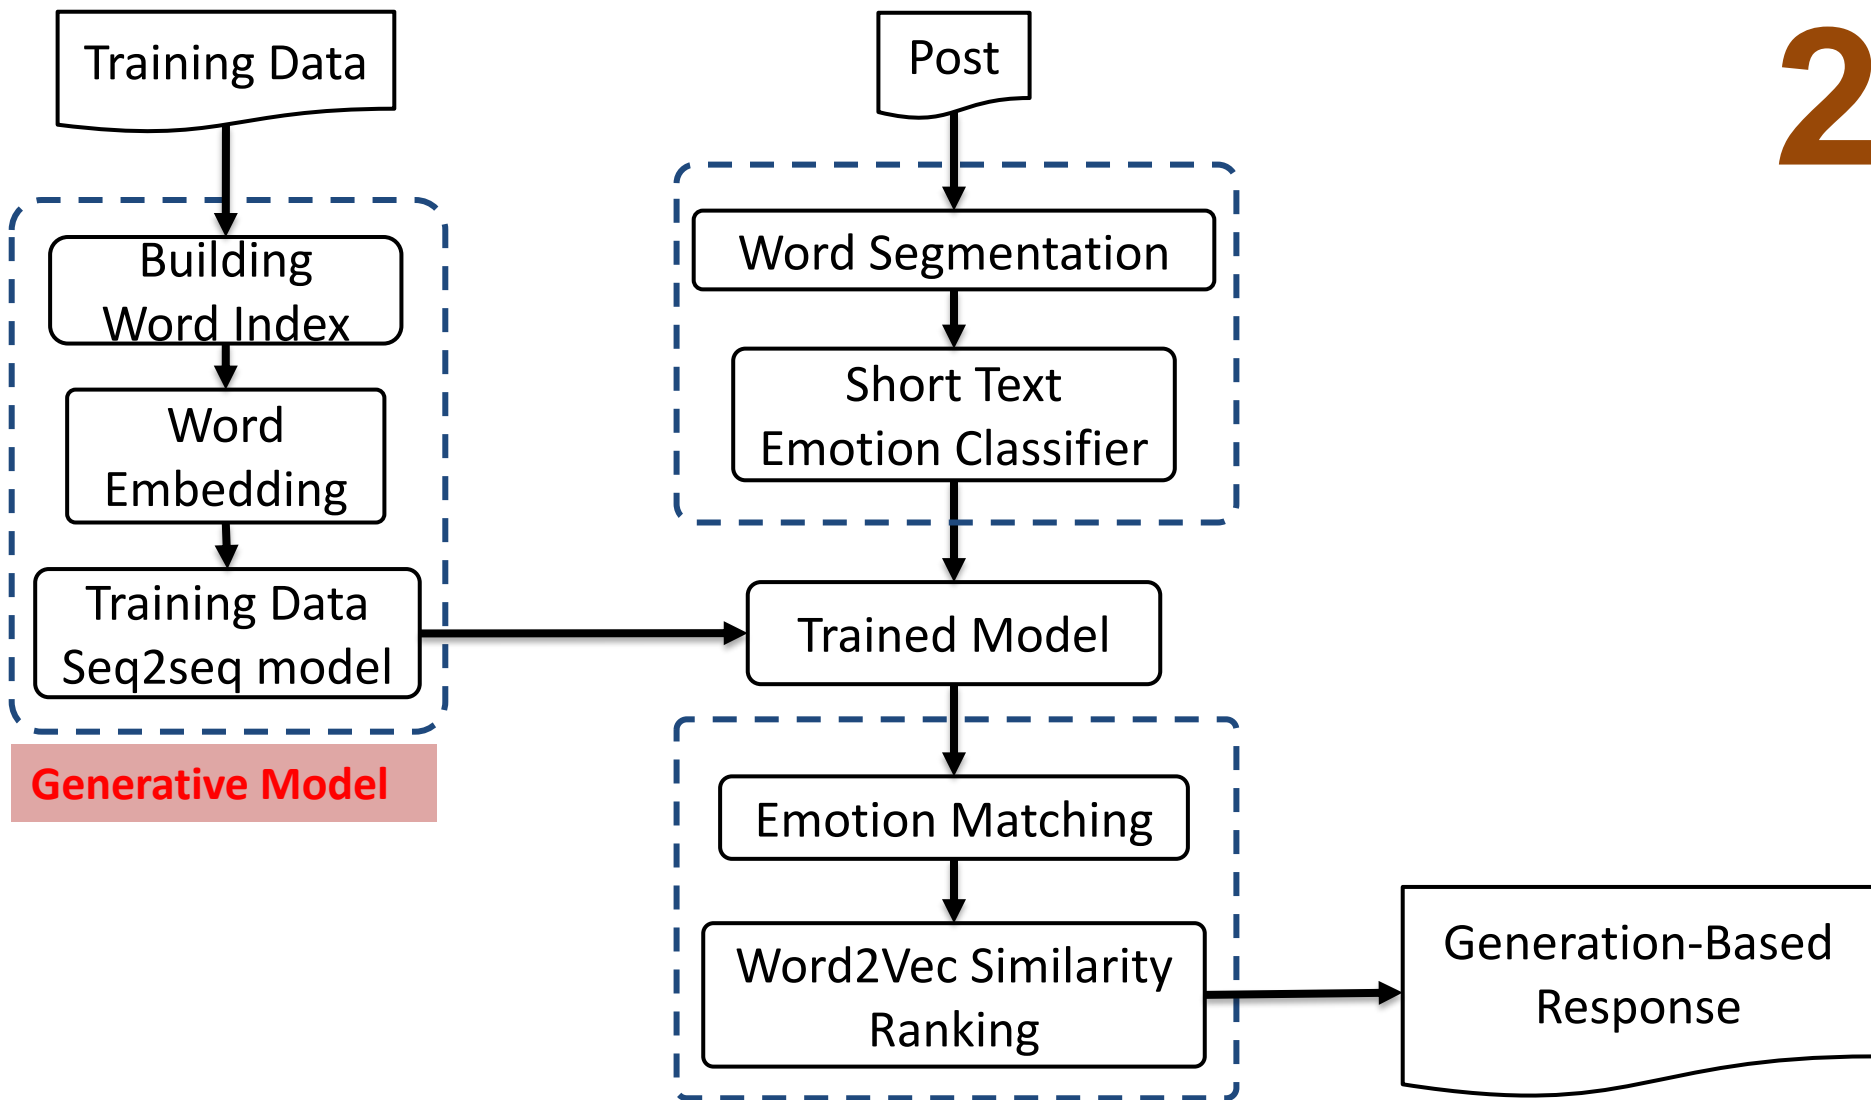 Training Data
Post
2
Building
Word Index
Word
Embedding
Training Data
Seq2seq model
Generative Model
Word Segmentation
Short Text
Emotion Classifier
Trained Model
Emotion Matching
Word2Vec Similarity
Ranking
Generation-Based
Response